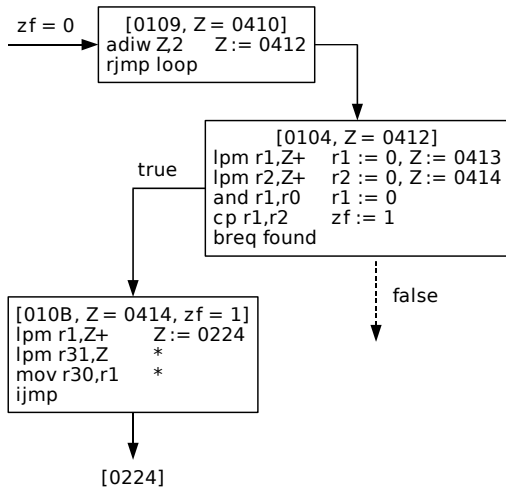 zf = 0
[0109, Z = 0410]
adiw Z,2 Z := 0412
rjmp loop
[0104, Z = 0412]
lpm r1,Z+ r1 := 0, Z := 0413
lpm r2,Z+ r2 := 0, Z := 0414
and r1,r0 r1 := 0
cp r1,r2 zf := 1
breq found
true
false
[010B, Z = 0414, zf = 1]
lpm r1,Z+ Z := 0224
lpm r31,Z *
mov r30,r1 *
ijmp
[0224]